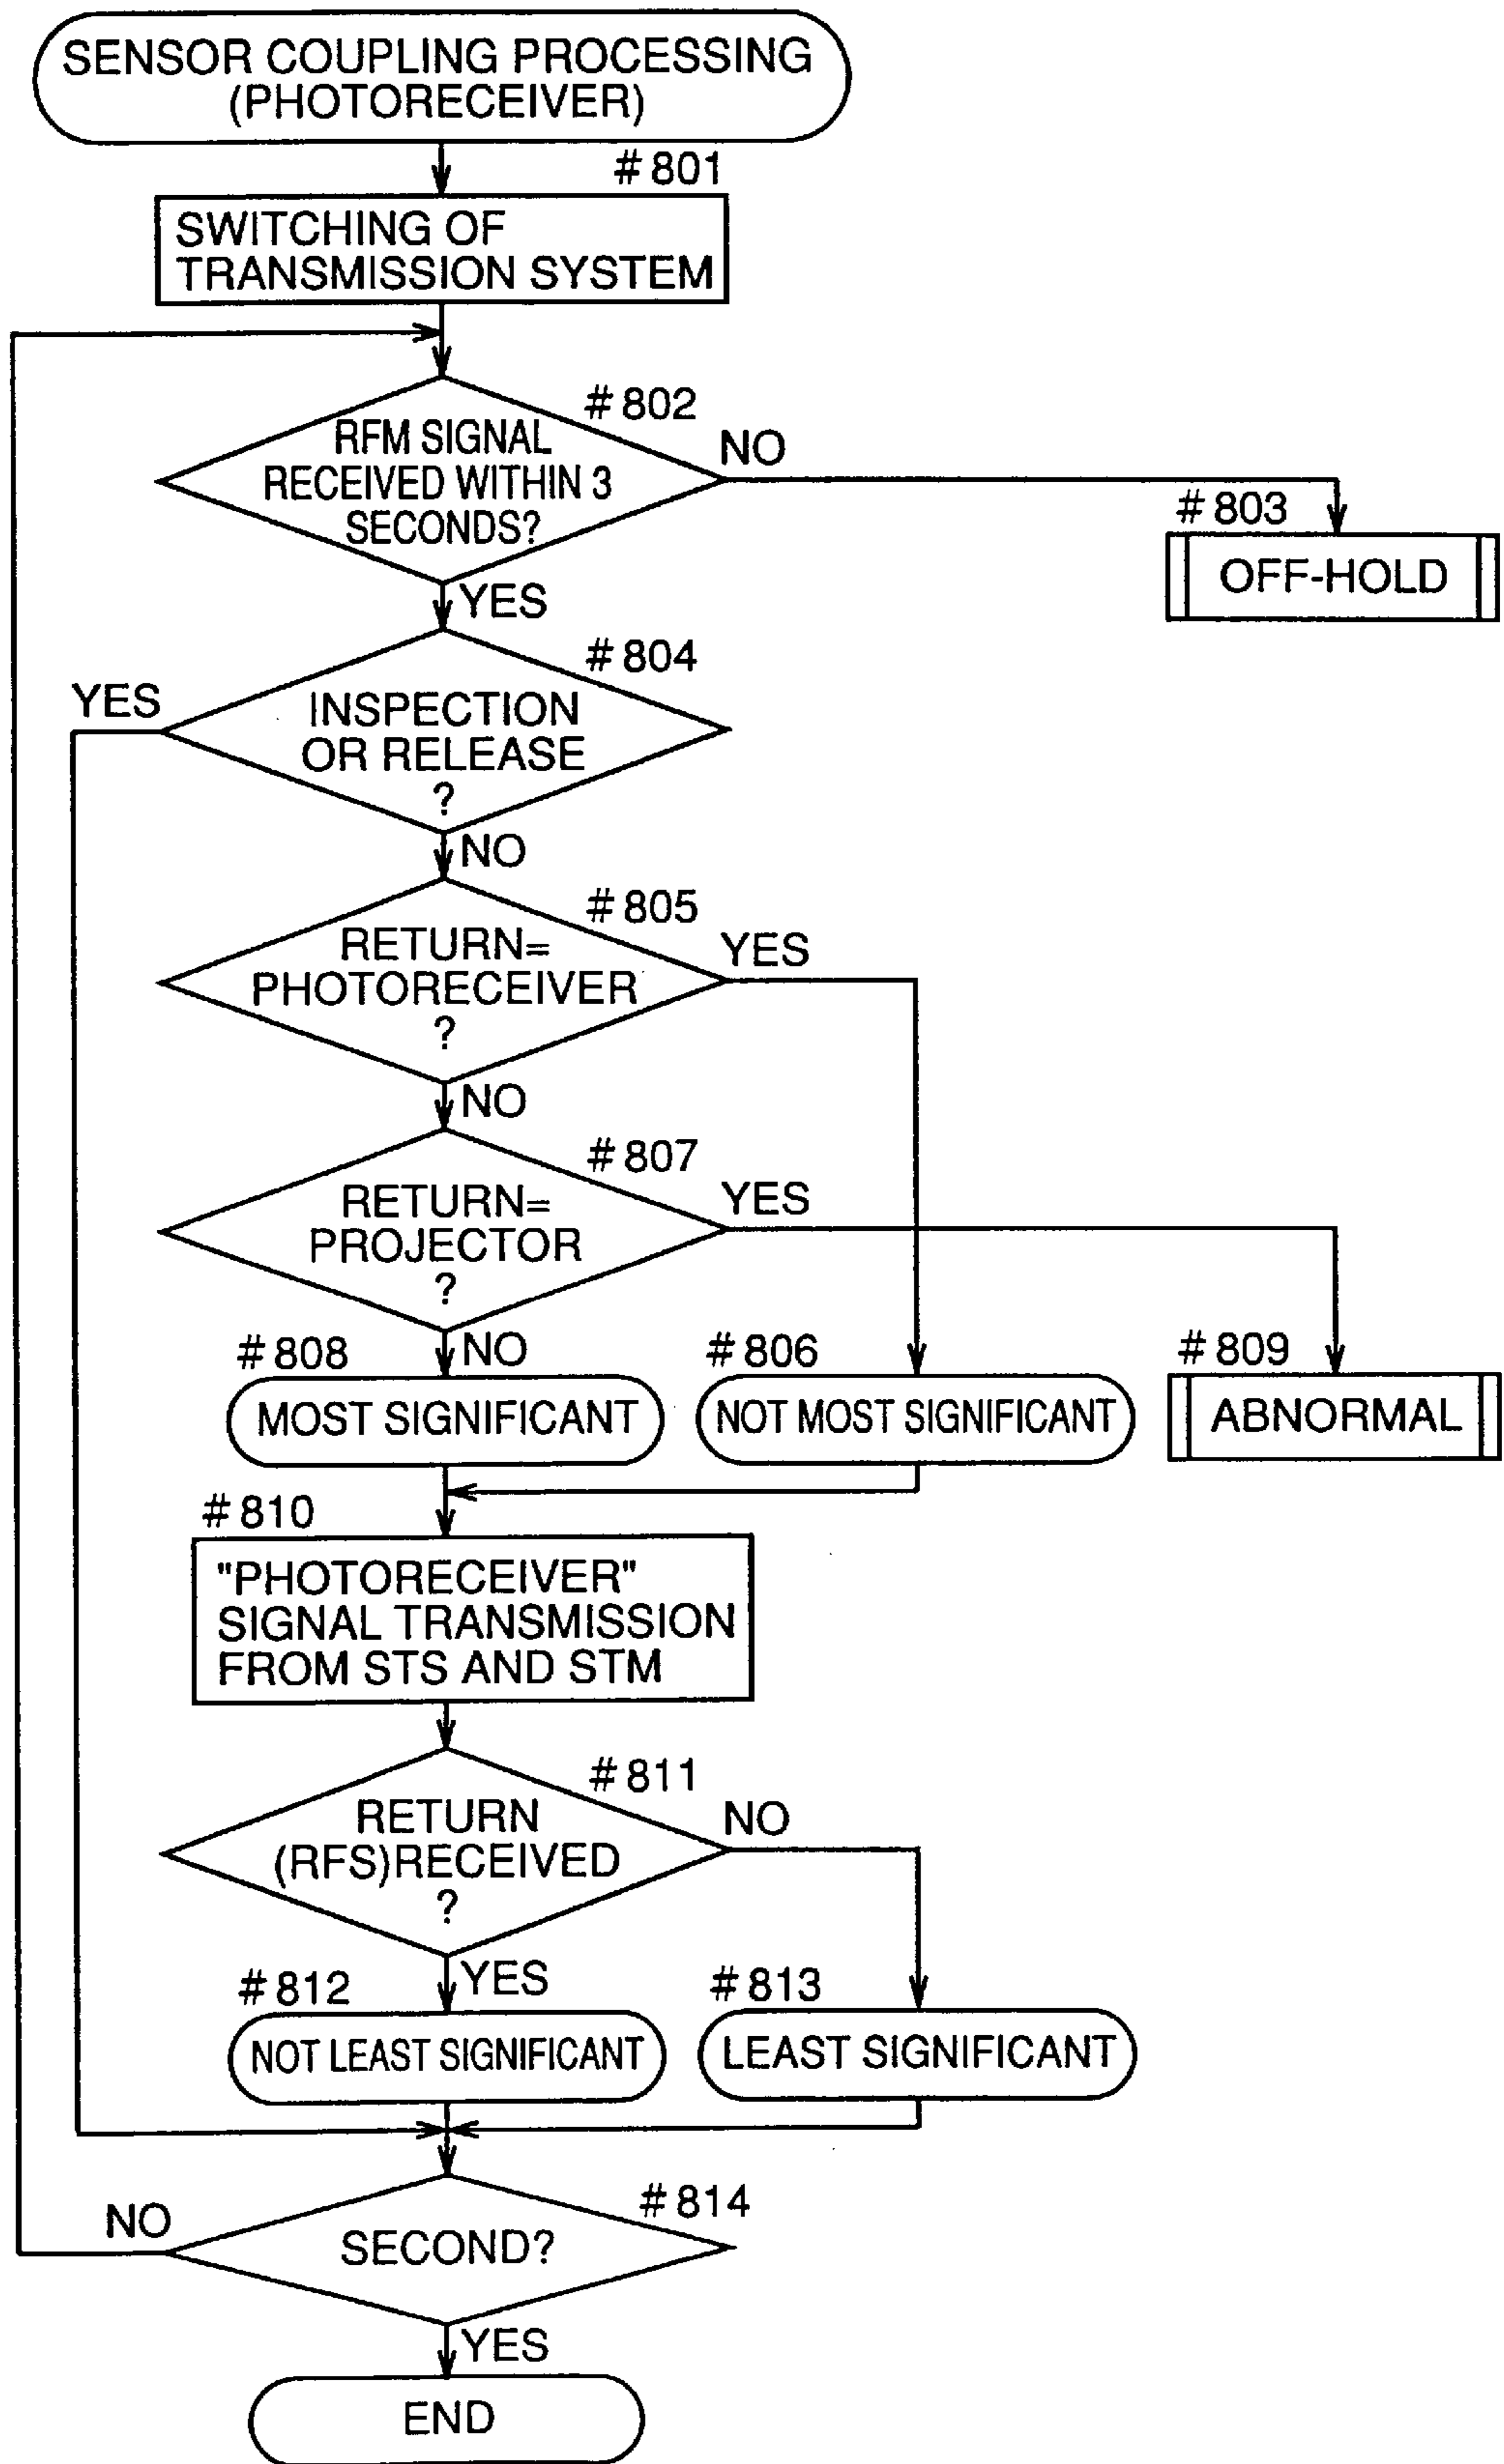 SENSOR COUPLING PROCESSING
(PHOTORECEIVER)
#801
SWITCHING OF
TRANSMISSION SYSTEM
#802
RFM SIGNAL
RECEIVED WITHIN 3
SECONDS?
NO
#803
OFF-HOLD
YES
#804
YES
INSPECTION
OR RELEASE
?
NO
#805
RETURN=
PHOTORECEIVER
?
YES
NO
#807
RETURN=
PROJECTOR
?
YES
NO
#808
MOST SIGNIFICANT
#806
NOT MOST SIGNIFICANT
#809
ABNORMAL
#810
"PHOTORECEIVER"
SIGNAL TRANSMISSION
FROM STS AND STM
#811
RETURN
(RFS)RECEIVED
?
NO
YES
#812
NOT LEAST SIGNIFICANT
#813
LEAST SIGNIFICANT
#814
NO
SECOND?
YES
END